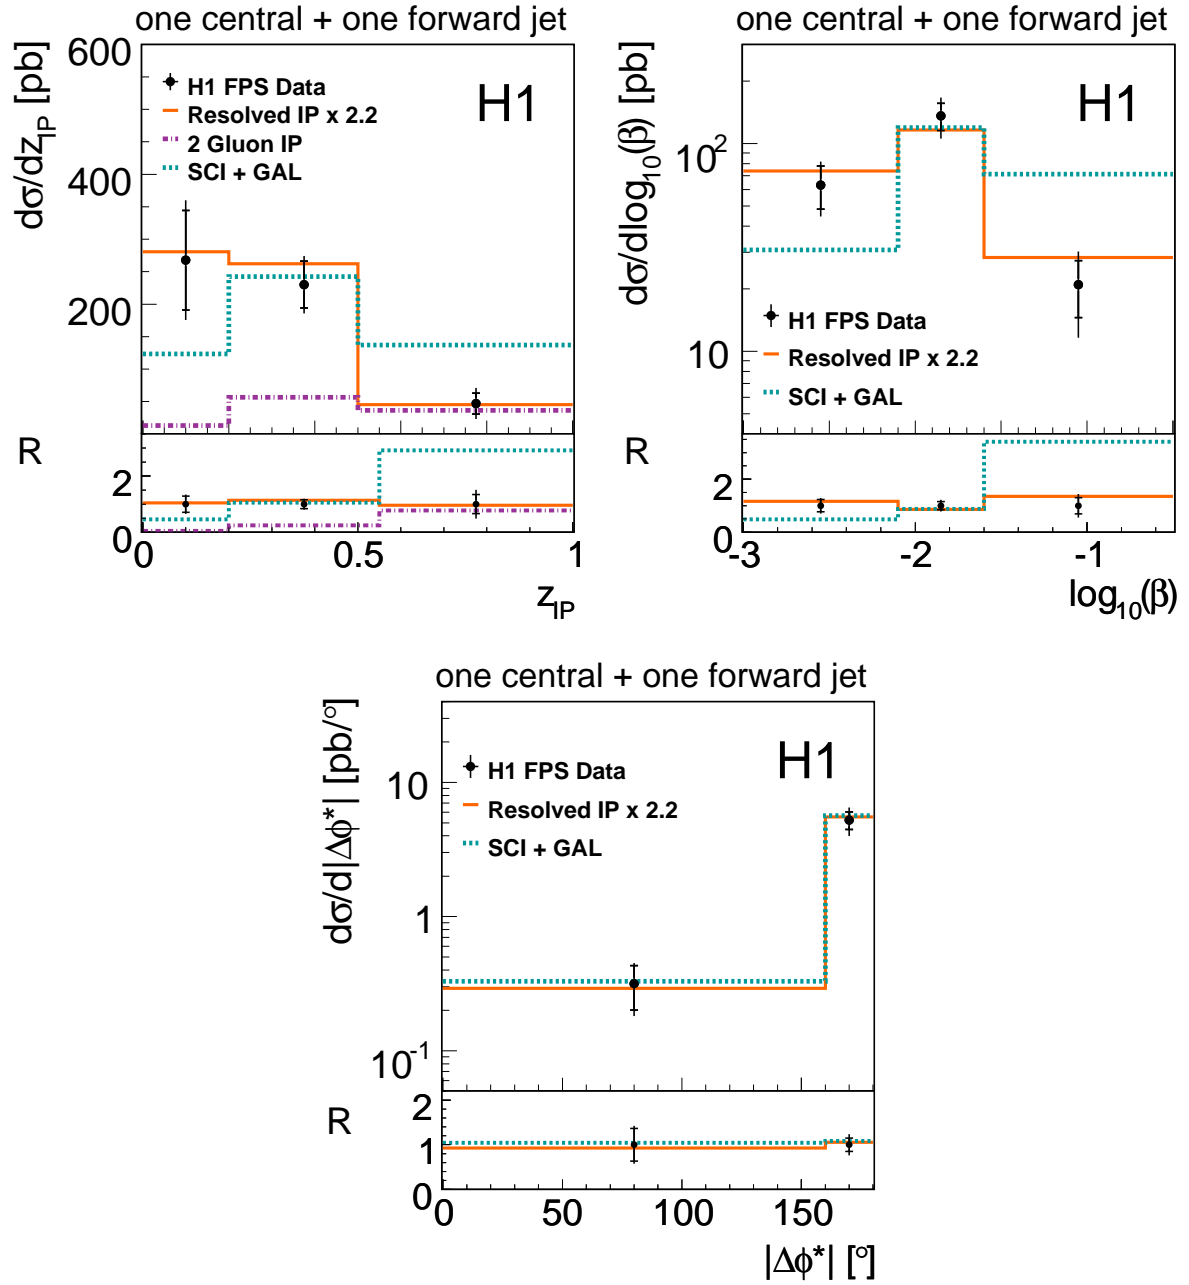 one central + one forward jet
dσ/dz_IP [pb]
600
400
200
H1
H1 FPS Data
Resolved IP x 2.2
2 Gluon IP
SCI + GAL
R
2
0
0 0.5 1
z_IP
one central + one forward jet
dσ/dlog₁₀(β) [pb]
10²
10
H1
H1 FPS Data
Resolved IP x 2.2
SCI + GAL
R
2
0
-3 -2 -1
log₁₀(β)
one central + one forward jet
dσ/d|Δϕ*| [pb/°]
10
1
10⁻¹
H1
H1 FPS Data
Resolved IP x 2.2
SCI + GAL
R
2
1
0
0 50 100 150
|Δϕ*| [°]